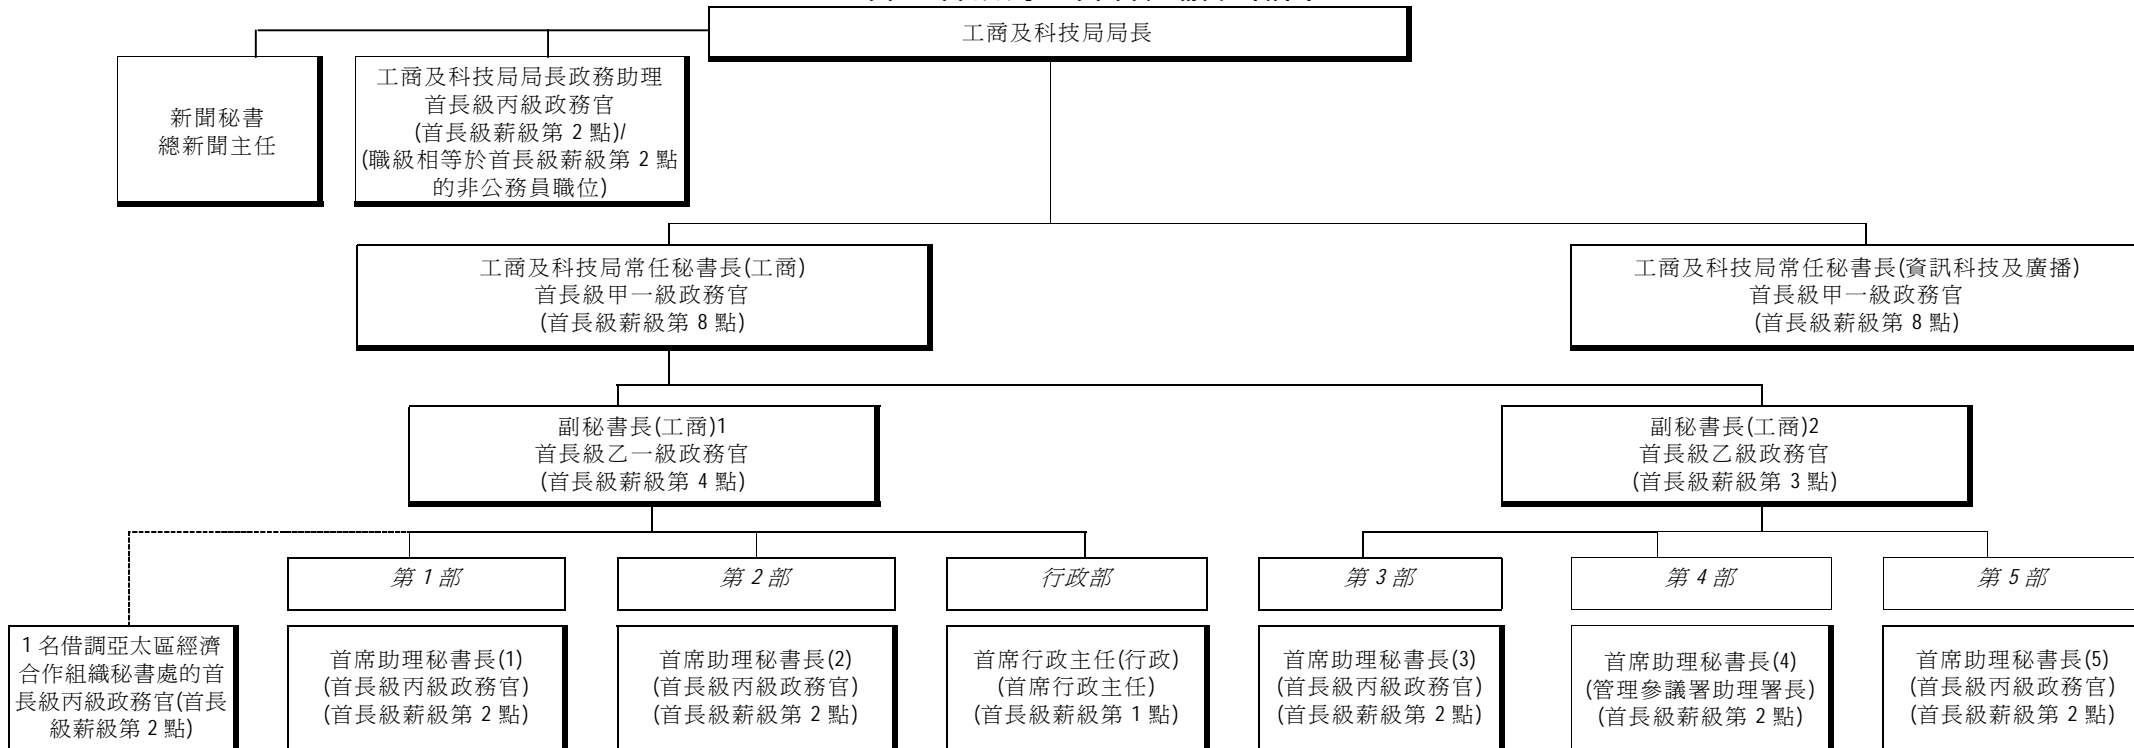 工商及科技局局長
新聞秘書
總新聞主任
工商及科技局局長政務助理
首長級丙級政務官
(首長級薪級第 2 點)/
(職級相等於首長級薪級第 2 點
的非公務員職位)
工商及科技局常任秘書長(工商)
首長級甲一級政務官
(首長級薪級第 8 點)
工商及科技局常任秘書長(資訊科技及廣播)
首長級甲一級政務官
(首長級薪級第 8 點)
副秘書長(工商)1
首長級乙一級政務官
(首長級薪級第 4 點)
副秘書長(工商)2
首長級乙級政務官
(首長級薪級第 3 點)
第 1 部
第 2 部
行政部
第 3 部
第 4 部
第 5 部
1 名借調亞太區經濟
合作組織秘書處的首
長級丙級政務官(首長
級薪級第 2 點)
首席助理秘書長(1)
(首長級丙級政務官)
(首長級薪級第 2 點)
首席助理秘書長(2)
(首長級丙級政務官)
(首長級薪級第 2 點)
首席行政主任(行政)
(首席行政主任)
(首長級薪級第 1 點)
首席助理秘書長(3)
(首長級丙級政務官)
(首長級薪級第 2 點)
首席助理秘書長(4)
(管理參議署助理署長)
(首長級薪級第 2 點)
首席助理秘書長(5)
(首長級丙級政務官)
(首長級薪級第 2 點)